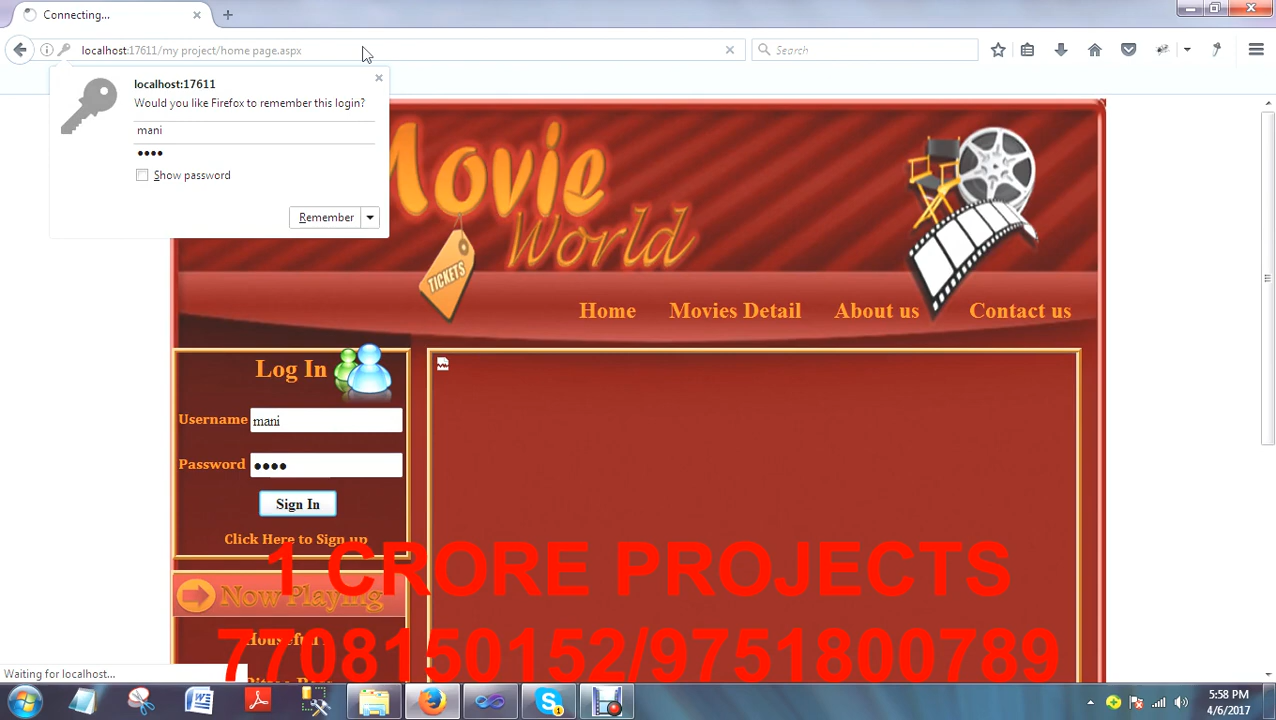 Connecting...
localhost:17611/my project/home page.aspx
Search
localhost:17611
Would you like Firefox to remember this login?
mani
••••
Show password
Remember
Movie
World
TICKETS
Home Movies Detail About us Contact us
Log In
Username mani
Password ••••
Sign In
Click Here to Sign up
1 CRORE PROJECTS
Now Playing
Housefull
7708150152/9751800789
Waiting for localhost...
5:58 PM
4/6/2017